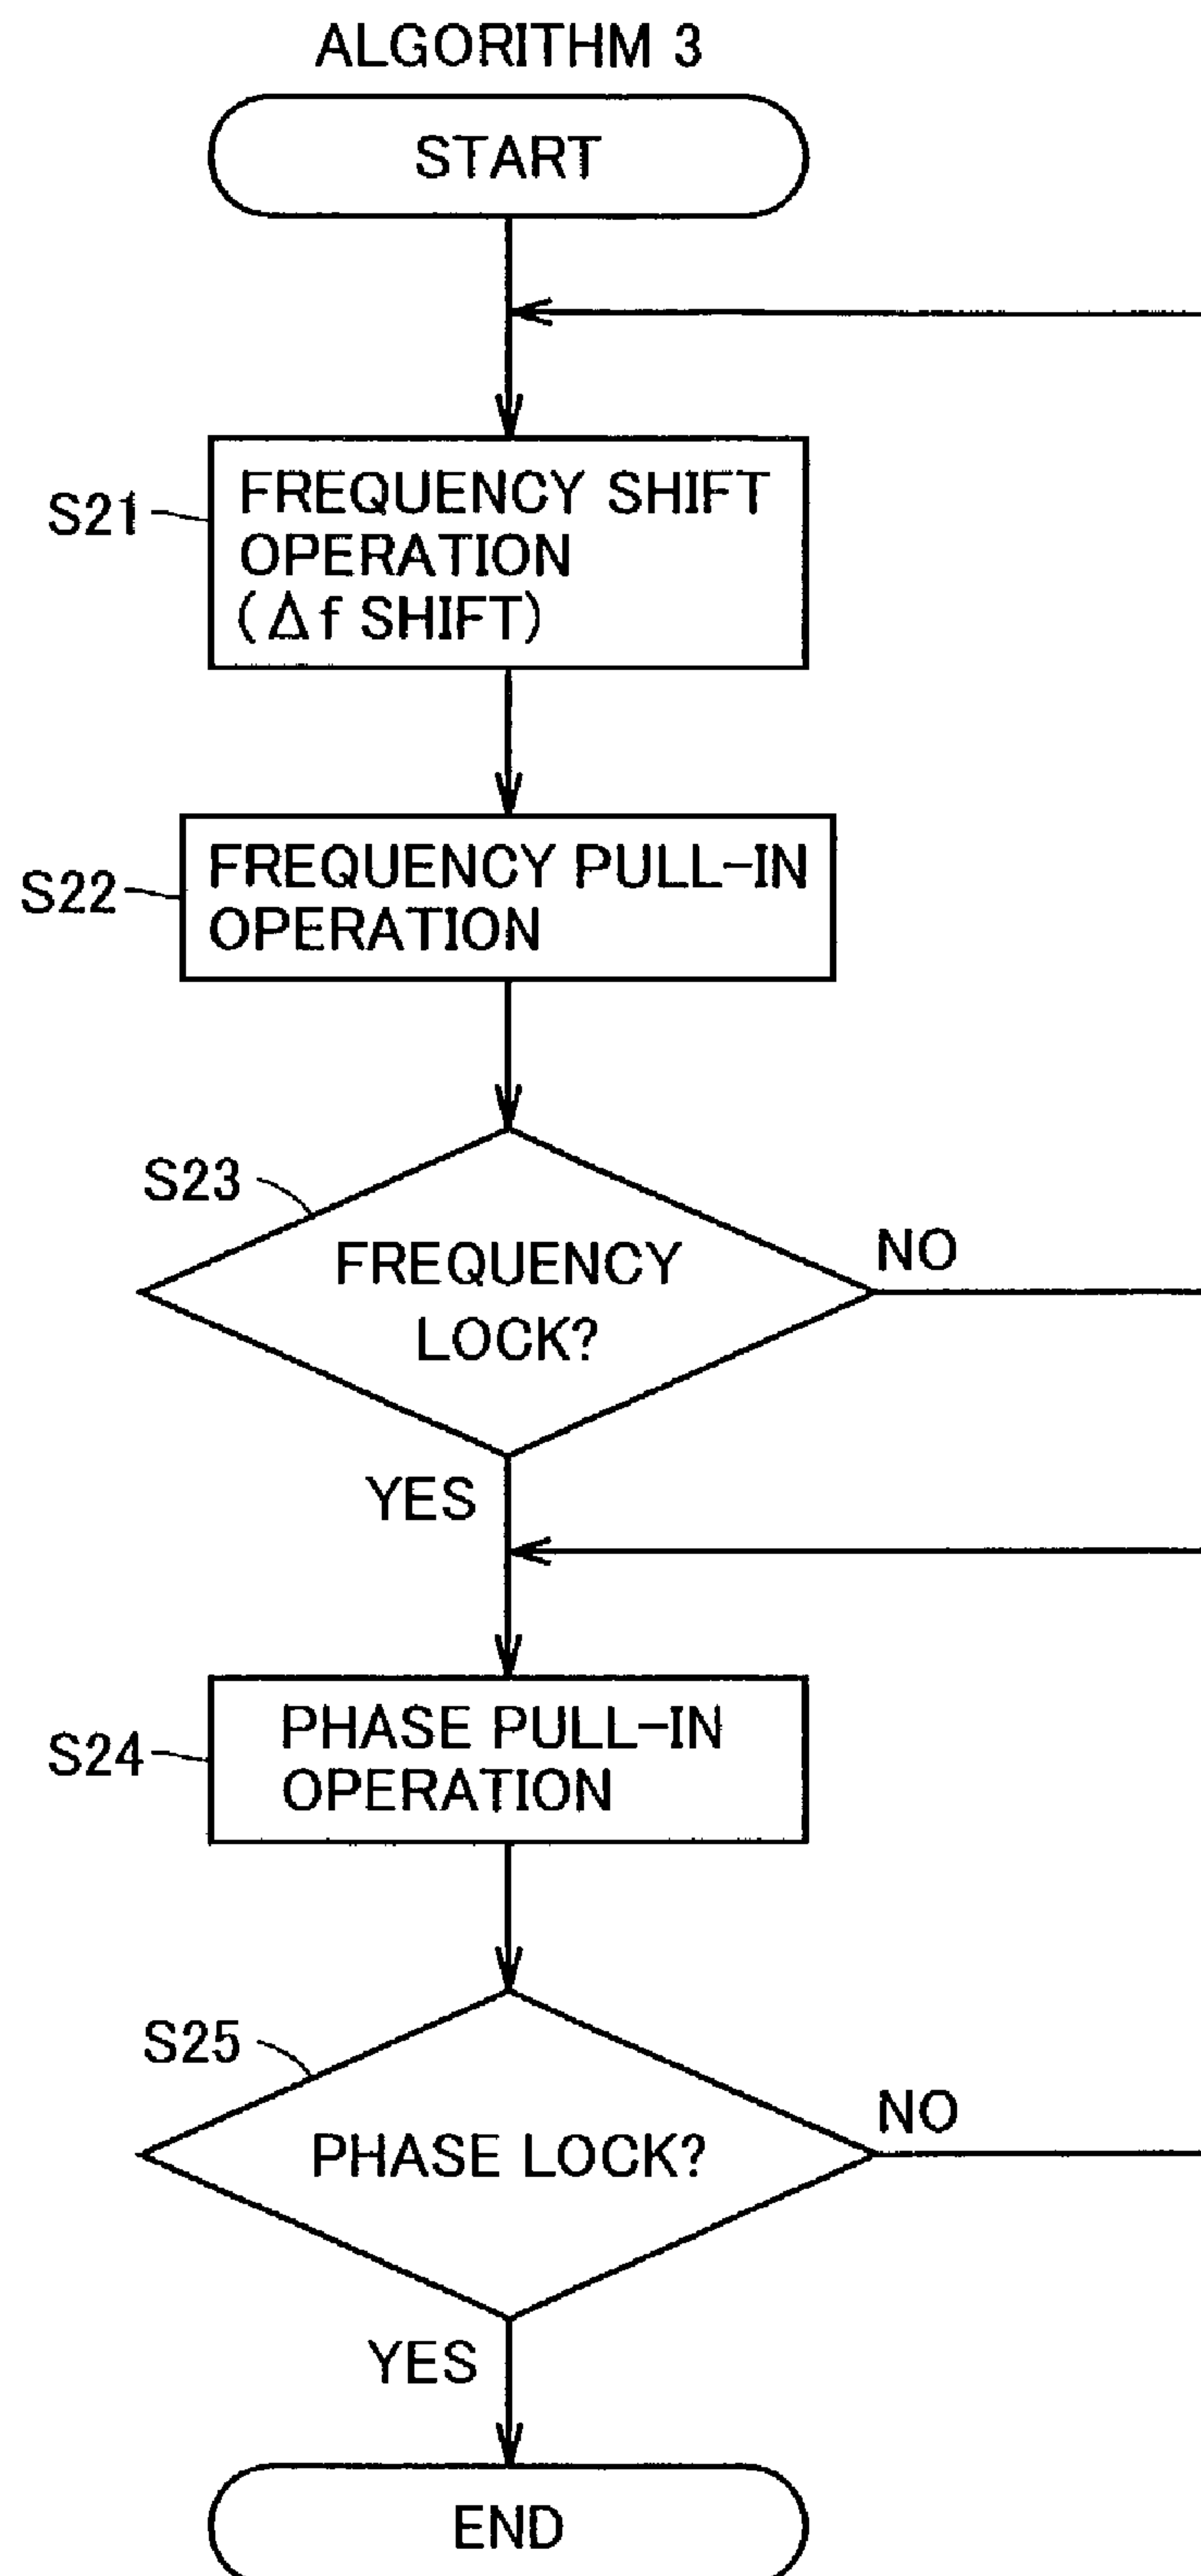 ALGORITHM 3
START
S21
FREQUENCY SHIFT
OPERATION
(Δf SHIFT)
S22
FREQUENCY PULL-IN
OPERATION
S23
FREQUENCY
LOCK?
NO
YES
S24
PHASE PULL-IN
OPERATION
S25
PHASE LOCK?
NO
YES
END